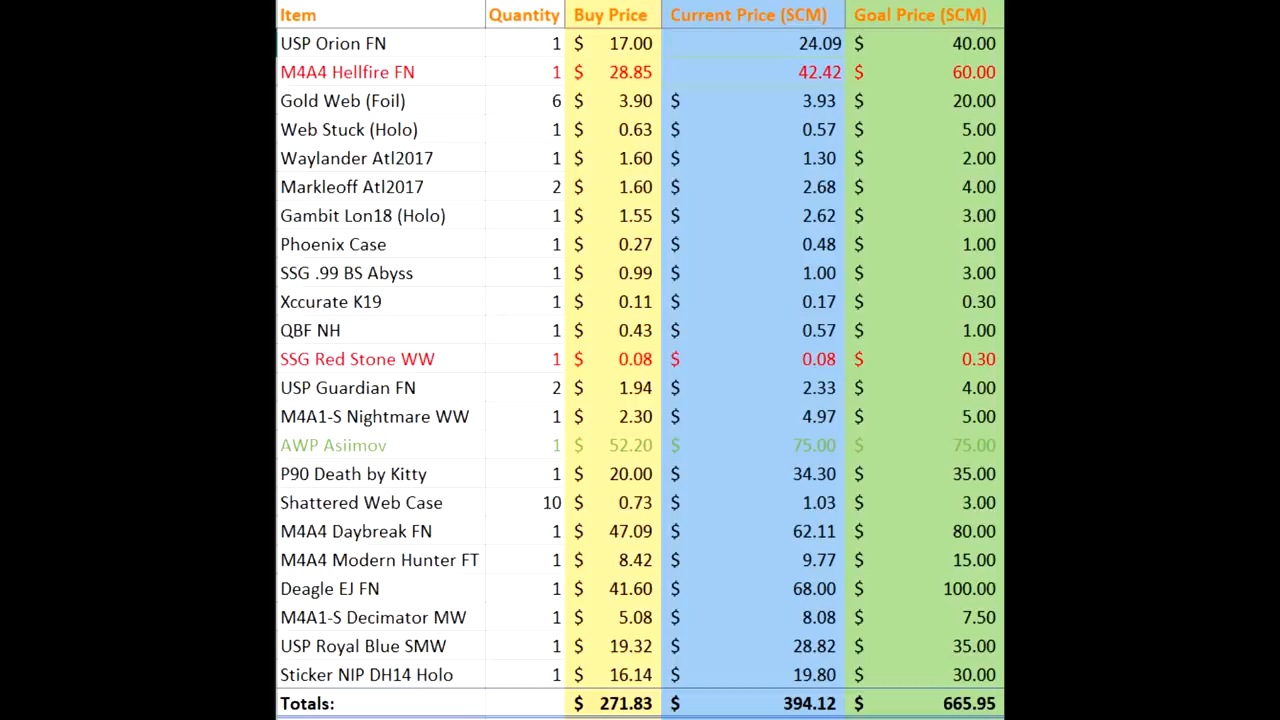 Item Quantity Buy Price Current Price (SCM) Goal Price (SCM)
USP Orion FN 1 $ 17.00 24.09 $ 40.00
M4A4 Hellfire FN 1 $ 28.85 42.42 $ 60.00
Gold Web (Foil) 6 $ 3.90 $ 3.93 $ 20.00
Web Stuck (Holo) 1 $ 0.63 $ 0.57 $ 5.00
Waylander Atl2017 1 $ 1.60 $ 1.30 $ 2.00
Markleoff Atl2017 2 $ 1.60 $ 2.68 $ 4.00
Gambit Lon18 (Holo) 1 $ 1.55 $ 2.62 $ 3.00
Phoenix Case 1 $ 0.27 $ 0.48 $ 1.00
SSG .99 BS Abyss 1 $ 0.99 $ 1.00 $ 3.00
Xccurate K19 1 $ 0.11 $ 0.17 $ 0.30
QBF NH 1 $ 0.43 $ 0.57 $ 1.00
SSG Red Stone WW 1 $ 0.08 $ 0.08 $ 0.30
USP Guardian FN 2 $ 1.94 $ 2.33 $ 4.00
M4A1-S Nightmare WW 1 $ 2.30 $ 4.97 $ 5.00
AWP Asiimov 1 $ 52.20 $ 75.00 $ 75.00
P90 Death by Kitty 1 $ 20.00 $ 34.30 $ 35.00
Shattered Web Case 10 $ 0.73 $ 1.03 $ 3.00
M4A4 Daybreak FN 1 $ 47.09 $ 62.11 $ 80.00
M4A4 Modern Hunter FT 1 $ 8.42 $ 9.77 $ 15.00
Deagle EJ FN 1 $ 41.60 $ 68.00 $ 100.00
M4A1-S Decimator MW 1 $ 5.08 $ 8.08 $ 7.50
USP Royal Blue SMW 1 $ 19.32 $ 28.82 $ 35.00
Sticker NIP DH14 Holo 1 $ 16.14 $ 19.80 $ 30.00
Totals: $ 271.83 $ 394.12 $ 665.95